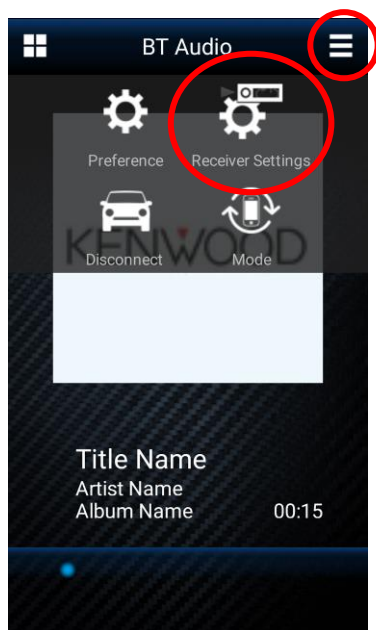 BT Audio
Preference Receiver Settings
KENWOOD
Disconnect Mode
Title Name
Artist Name
Album Name 00:15